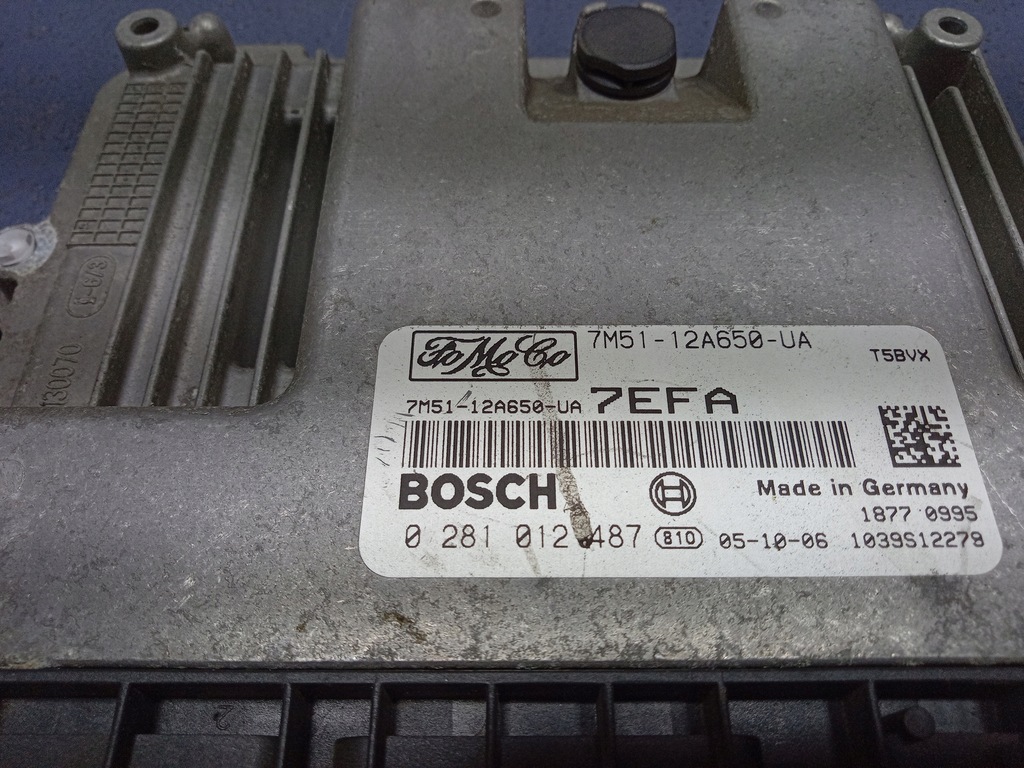 FoMoCo 7M51-12A650-UA
T5BVX
7M51-12A650-UA 7EFA
BOSCH Made in Germany
1877 0995
0 281 012 487 810 05-10-06 1039S12279